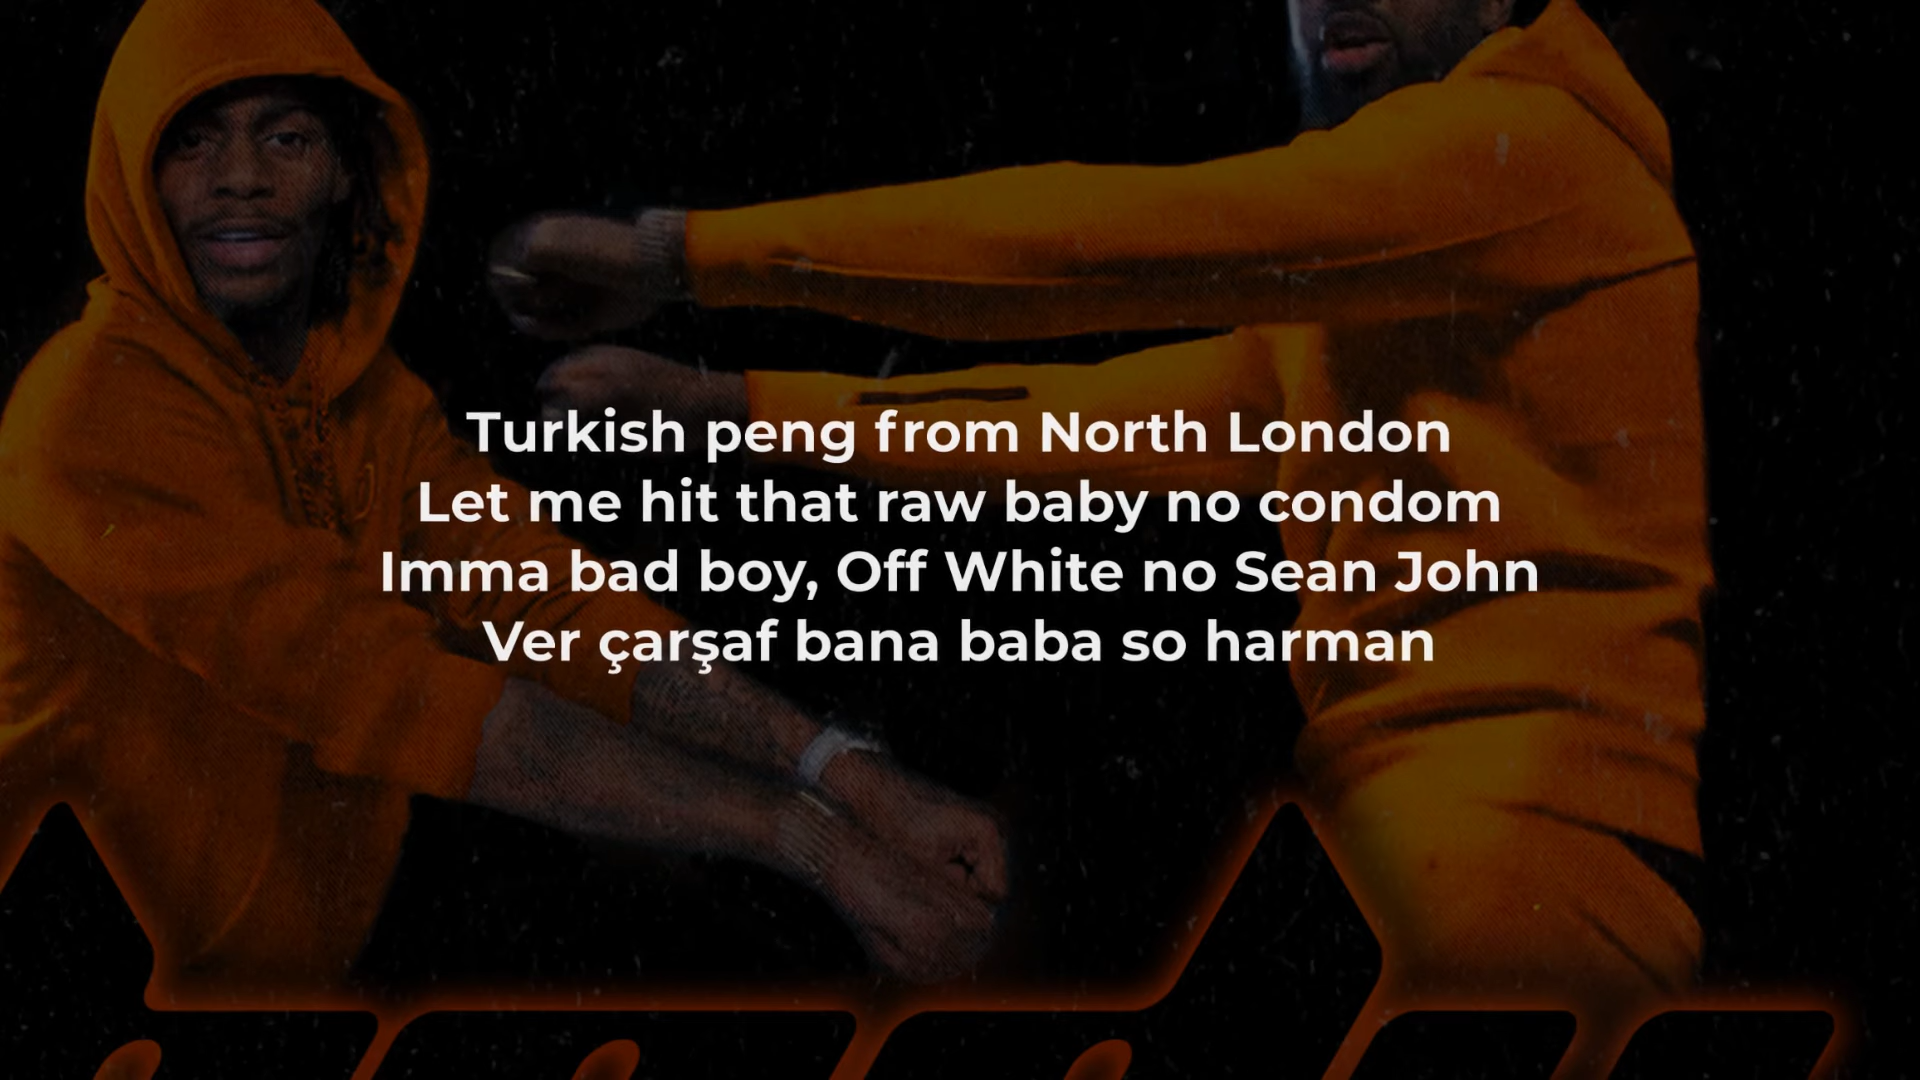 Turkish peng from North London
Let me hit that raw baby no condom
Imma bad boy, Off White no Sean John
Ver çarşaf bana baba so harman